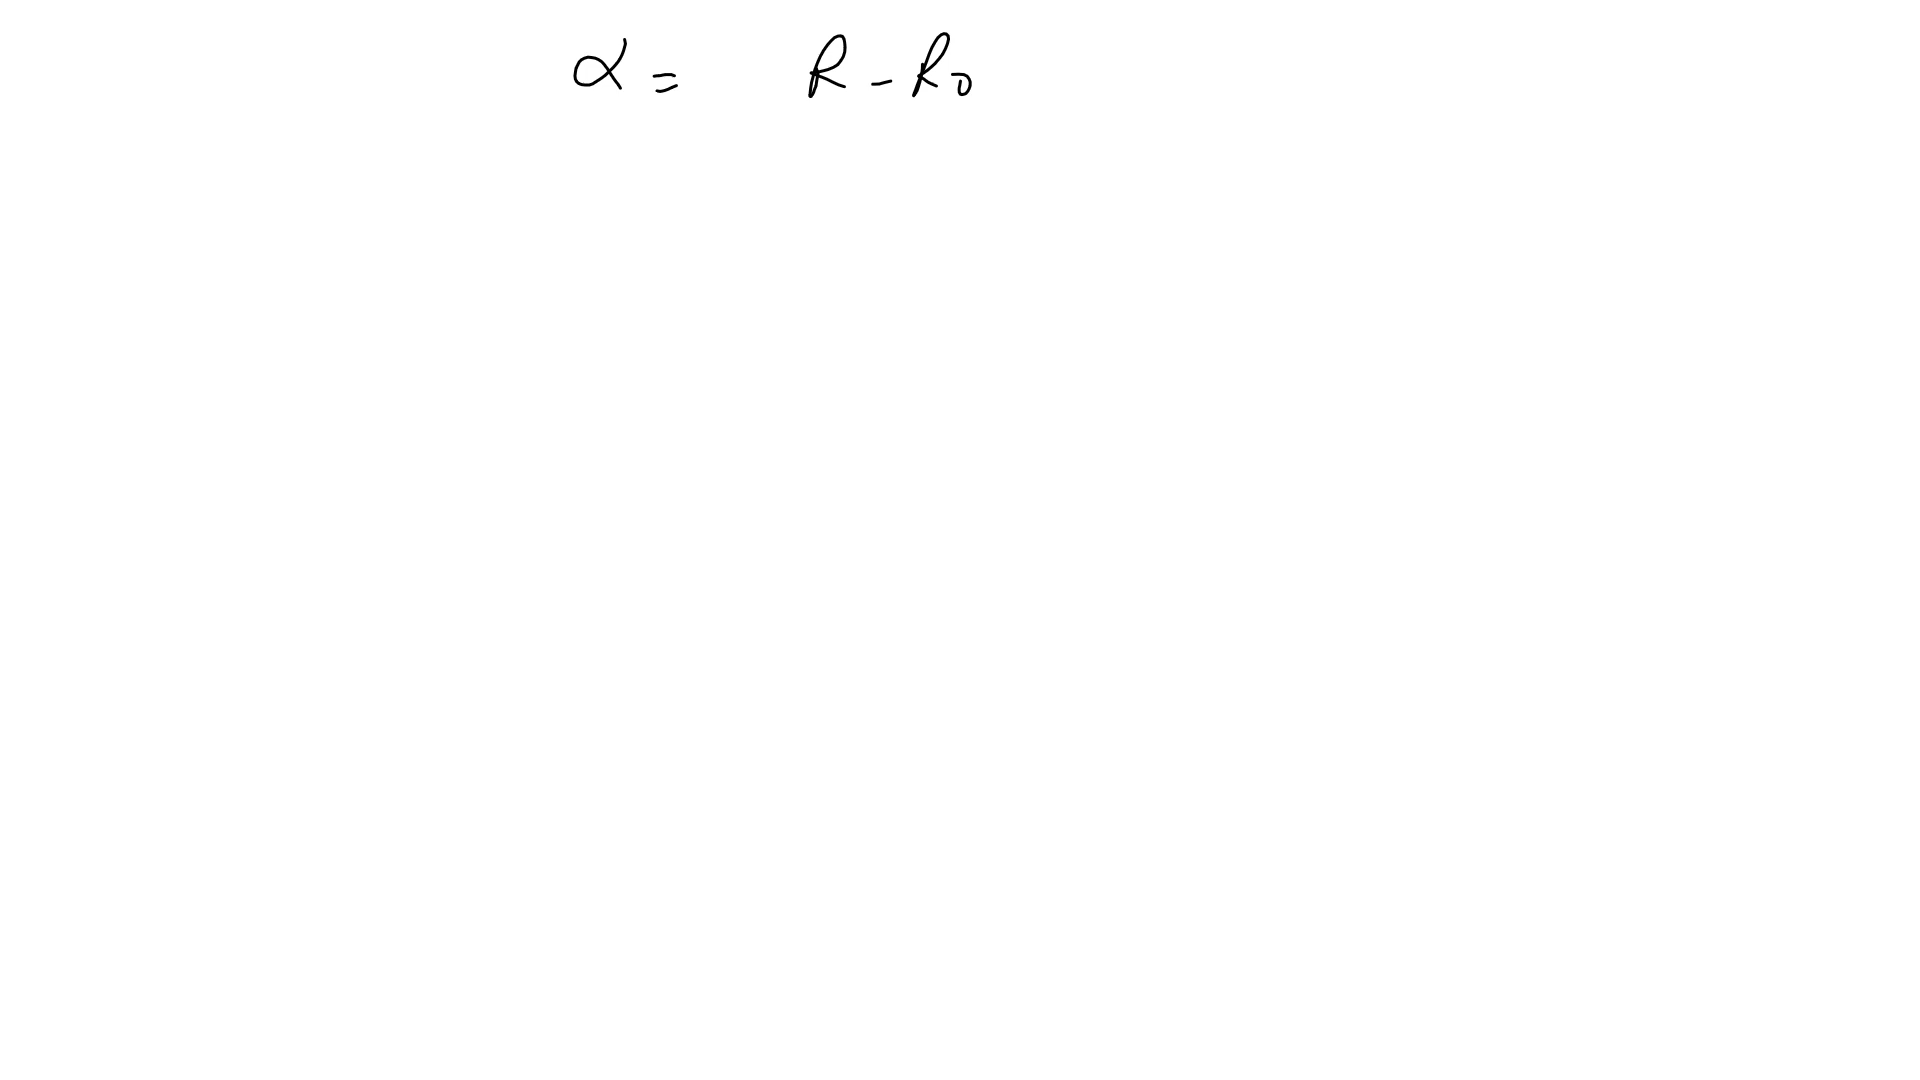 α = R - R₀